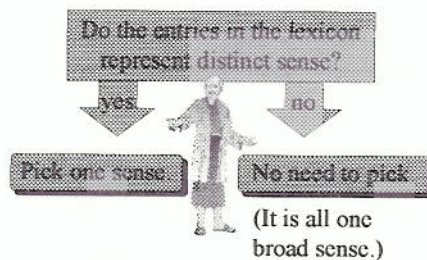 Do the entries in the lexicon
represent distinct sense?
yes
no
Pick one sense
No need to pick
(It is all one
broad sense.)